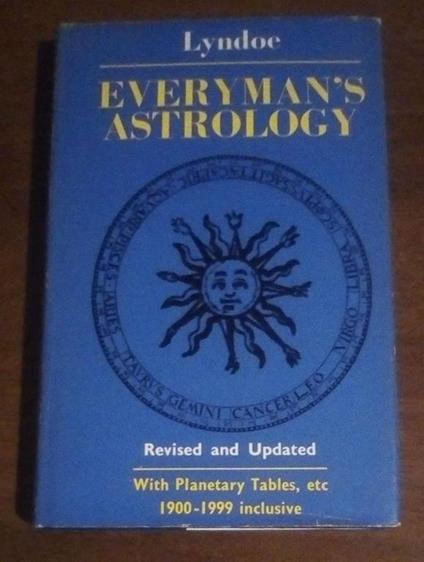 Lyndoe
EVERYMAN'S
ASTROLOGY
TAURUS GEMINI CANCER LEO VIRGO LIBRA
ARIES
Revised and Updated
With Planetary Tables, etc
1900-1999 inclusive